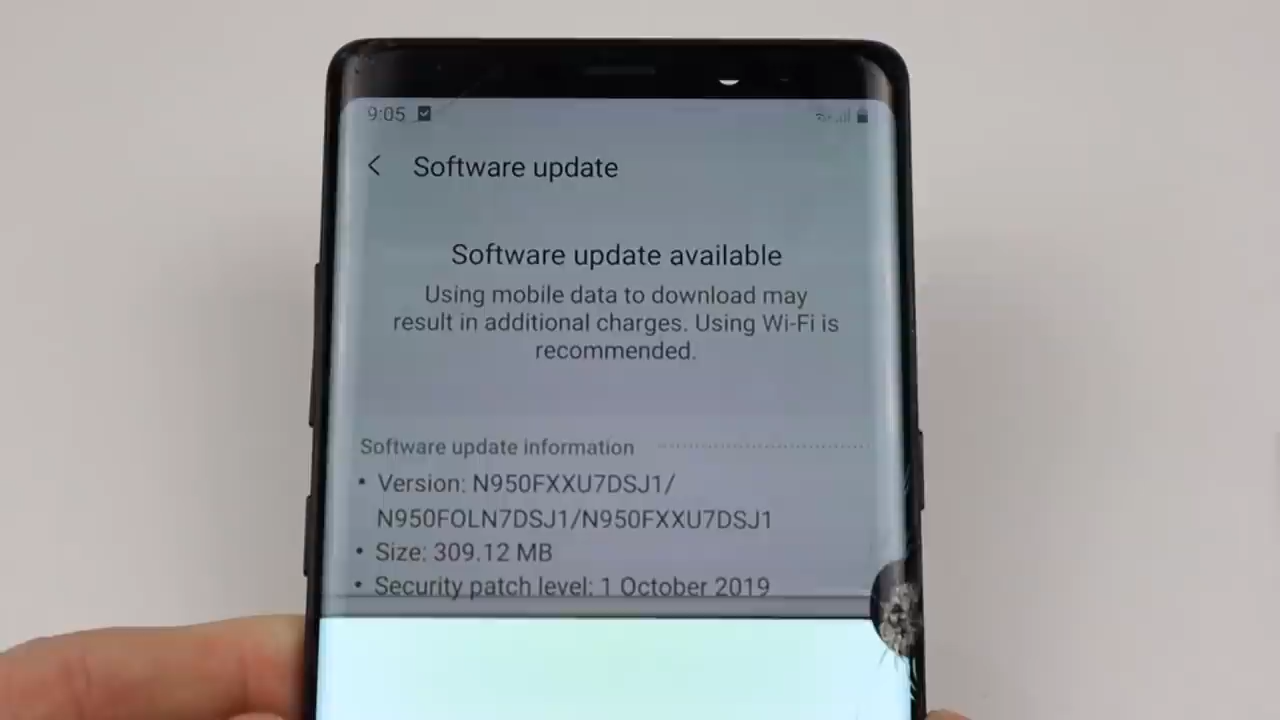 9:05
Software update
Software update available
Using mobile data to download may
result in additional charges. Using Wi-Fi is
recommended.
Software update information
• Version: N950FXXU7DSJ1/
N950FOLN7DSJ1/N950FXXU7DSJ1
• Size: 309.12 MB
• Security patch level: 1 October 2019